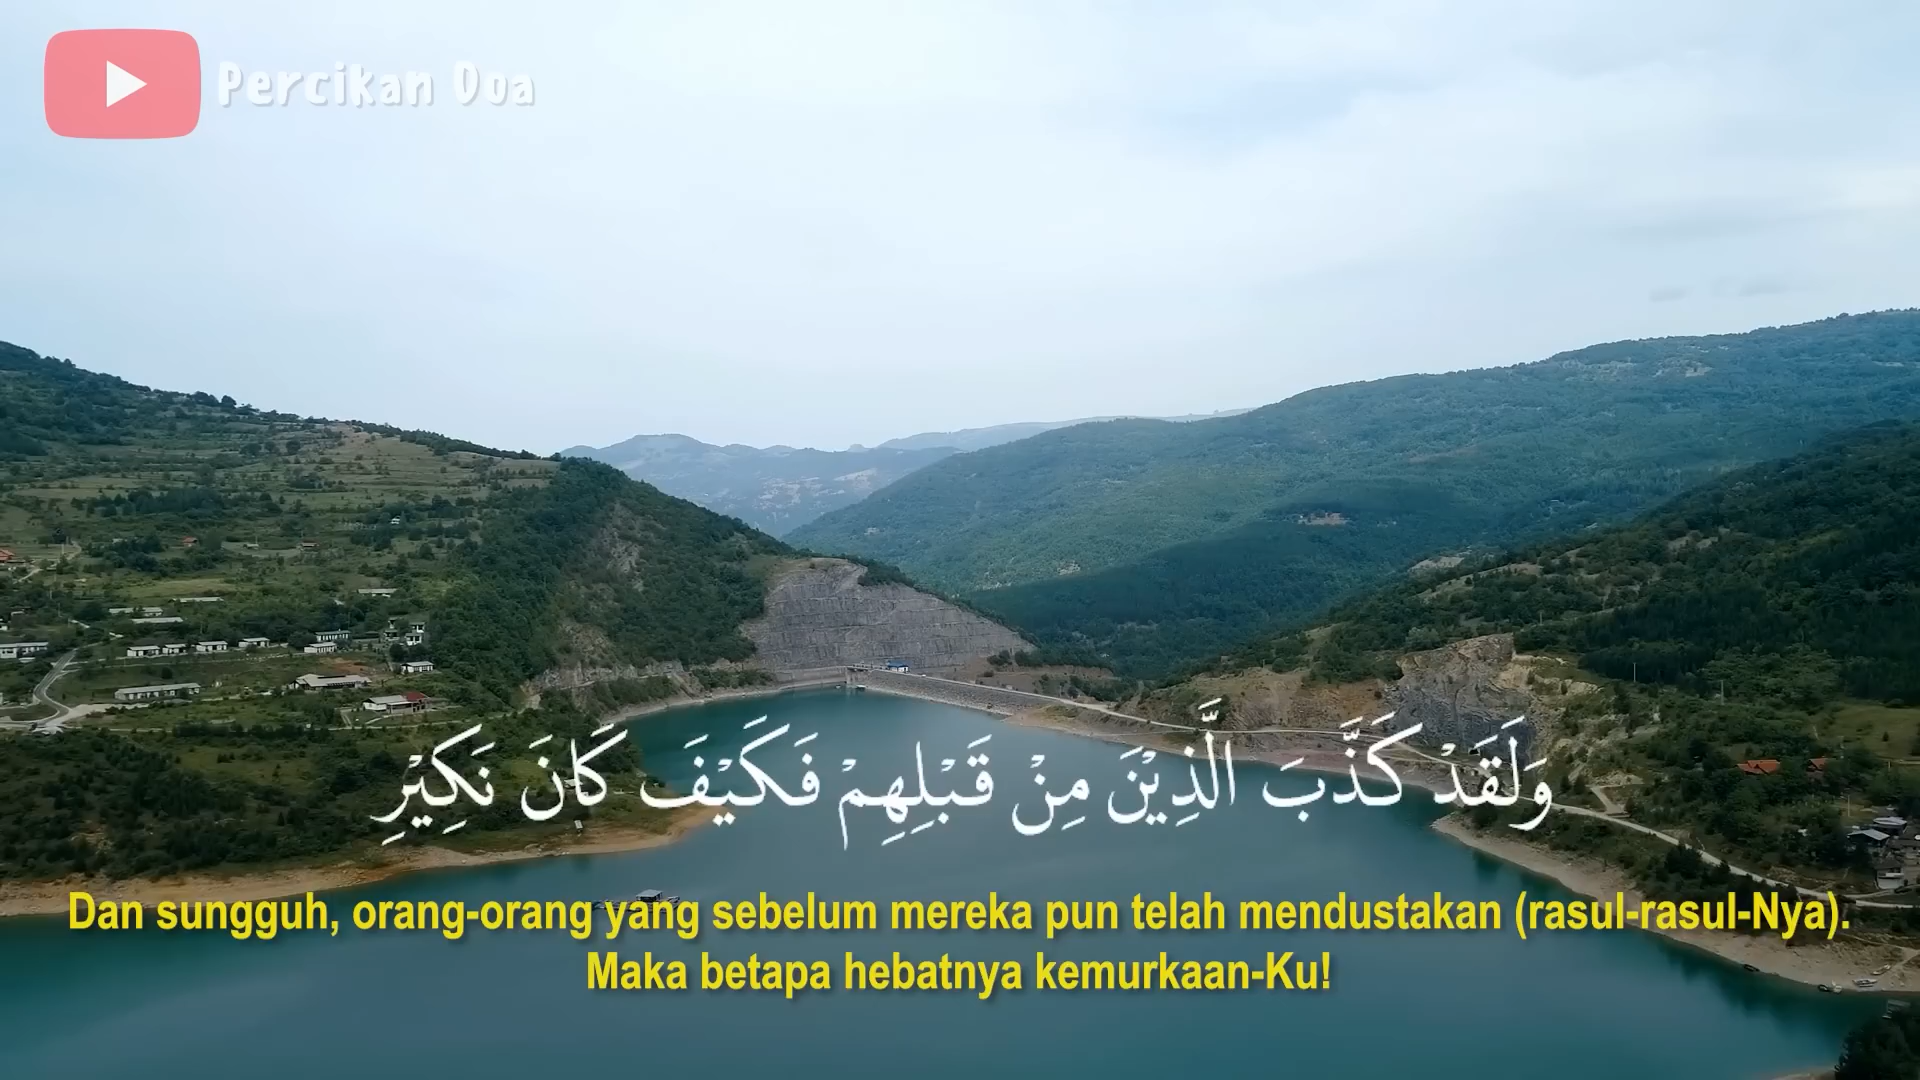 Percikan Doa
وَلَقَدْ كَذَّبَ الَّذِيْنَ مِنْ قَبْلِهِمْ فَكَيْفَ كَانَ نَكِيْرِ
Dan sungguh, orang-orang yang sebelum mereka pun telah mendustakan (rasul-rasul-Nya).
Maka betapa hebatnya kemurkaan-Ku!